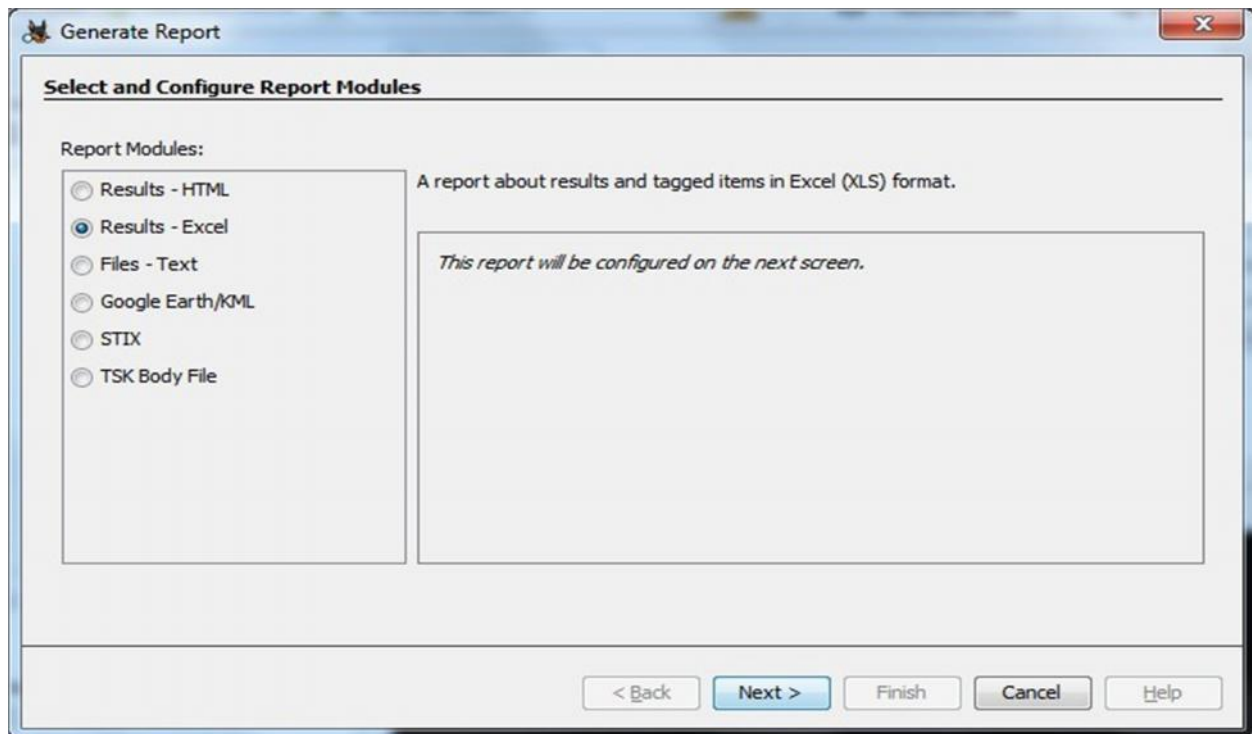 Generate Report
Select and Configure Report Modules
Report Modules:
Results - HTML
Results - Excel
Files - Text
Google Earth/KML
STIX
TSK Body File
A report about results and tagged items in Excel (XLS) format.
This report will be configured on the next screen.
< Back
Next >
Finish
Cancel
Help